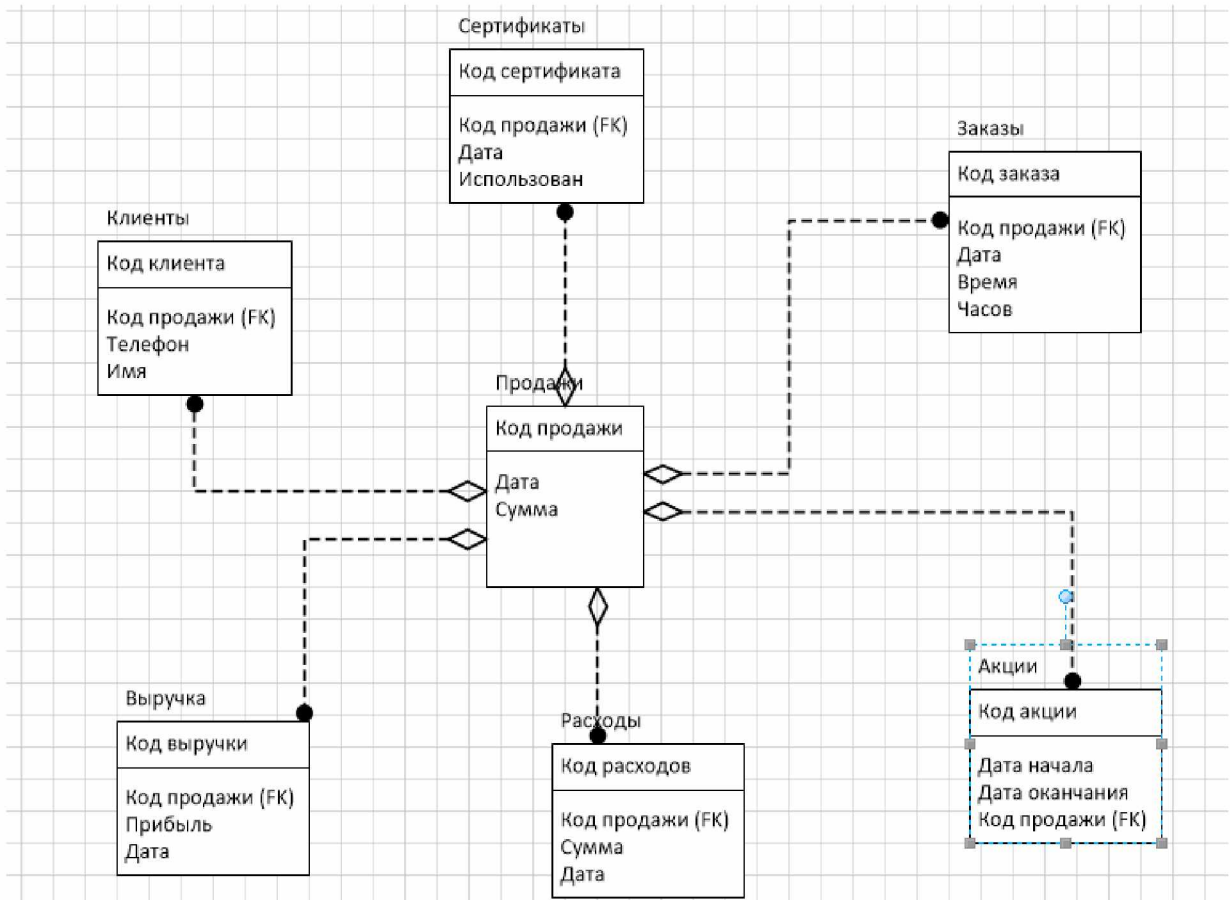 Сертификаты
Код сертификата
Код продажи (FK)
Дата
Использован
Заказы
Код заказа
Код продажи (FK)
Дата
Время
Часов
Клиенты
Код клиента
Код продажи (FK)
Телефон
Имя
Продажи
Код продажи
Дата
Сумма
Акции
Код акции
Дата начала
Дата оканчания
Код продажи (FK)
Выручка
Код выручки
Код продажи (FK)
Прибыль
Дата
Расходы
Код расходов
Код продажи (FK)
Сумма
Дата